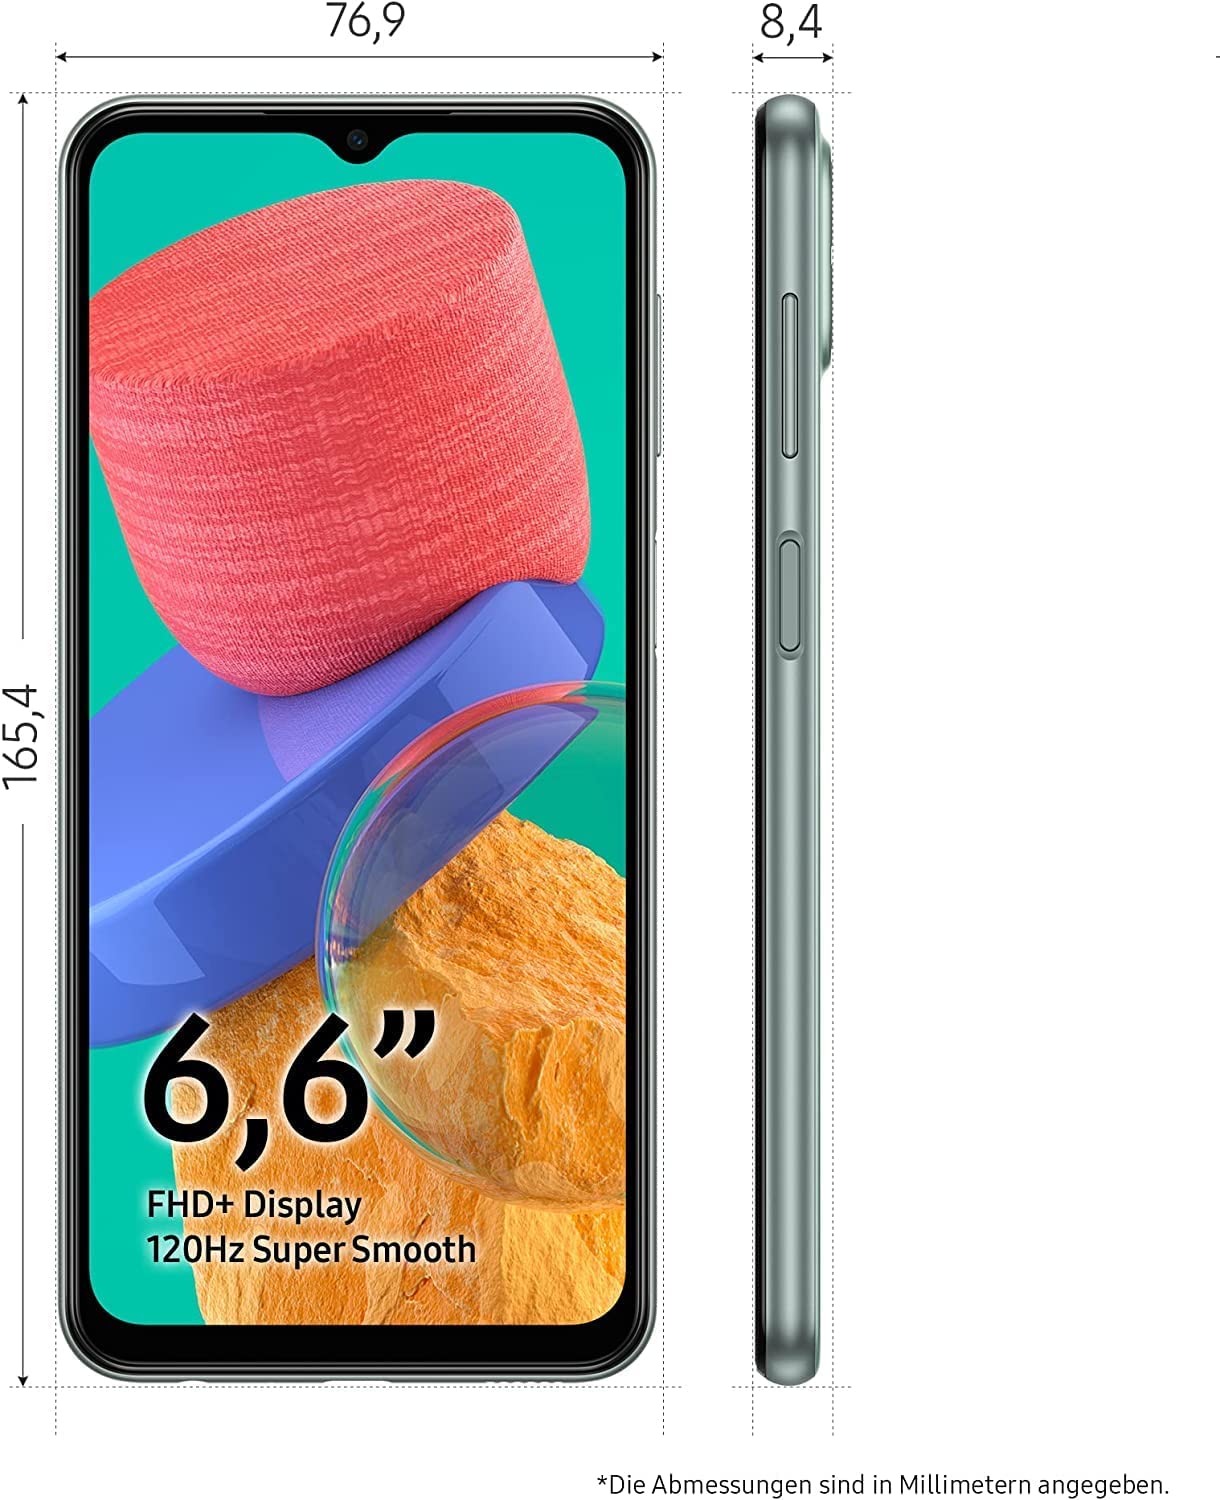 76,9
8,4
165,4
6,6”
FHD+ Display
120Hz Super Smooth
*Die Abmessungen sind in Millimetern angegeben.